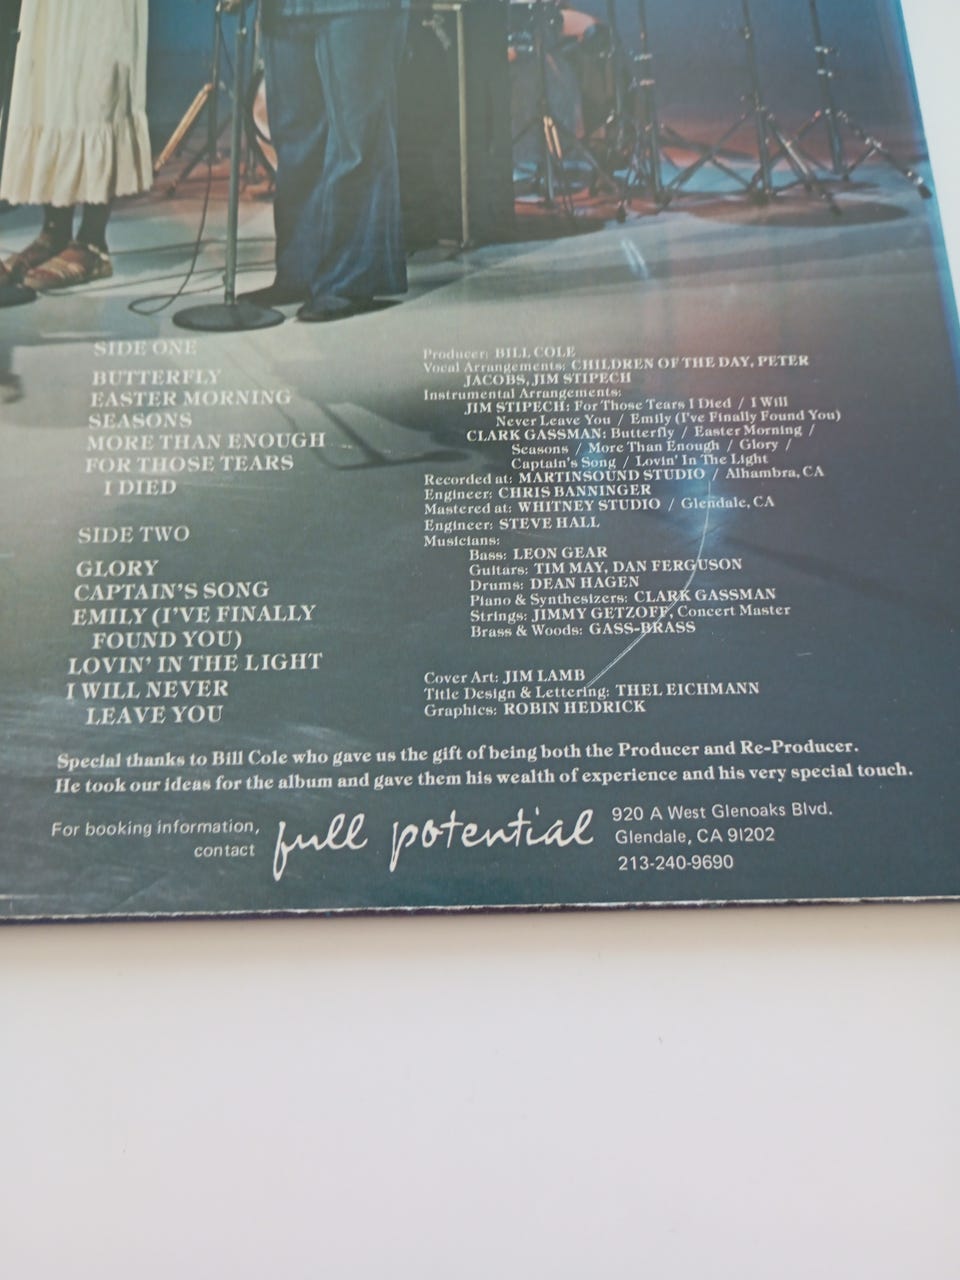 SIDE ONE
BUTTERFLY
EASTER MORNING
SEASONS
MORE THAN ENOUGH
FOR THOSE TEARS
I DIED
SIDE TWO
GLORY
CAPTAIN'S SONG
EMILY (I'VE FINALLY
FOUND YOU)
LOVIN' IN THE LIGHT
I WILL NEVER
LEAVE YOU
Producer: BILL COLE
Vocal Arrangements: CHILDREN OF THE DAY, PETER
JACOBS, JIM STIPECH
Instrumental Arrangements:
JIM STIPECH: For Those Tears I Died / I Will
Never Leave You / Emily (I've Finally Found You)
CLARK GASSMAN: Butterfly / Easter Morning /
Seasons / More Than Enough / Glory /
Captain's Song / Lovin' In The Light
Recorded at: MARTINSOUND STUDIO / Alhambra, CA
Engineer: CHRIS BANNINGER
Mastered at: WHITNEY STUDIO / Glendale, CA
Engineer: STEVE HALL
Musicians:
Bass: LEON GEAR
Guitars: TIM MAY, DAN FERGUSON
Drums: DEAN HAGEN
Piano & Synthesizers: CLARK GASSMAN
Strings: JIMMY GETZOFF, Concert Master
Brass & Woods: GASS-BRASS
Cover Art: JIM LAMB
Title Design & Lettering: THEL EICHMANN
Graphics: ROBIN HEDRICK
Special thanks to Bill Cole who gave us the gift of being both the Producer and Re-Producer.
He took our ideas for the album and gave them his wealth of experience and his very special touch.
For booking information,
contact
full potential
920 A West Glenoaks Blvd.
Glendale, CA 91202
213-240-9690